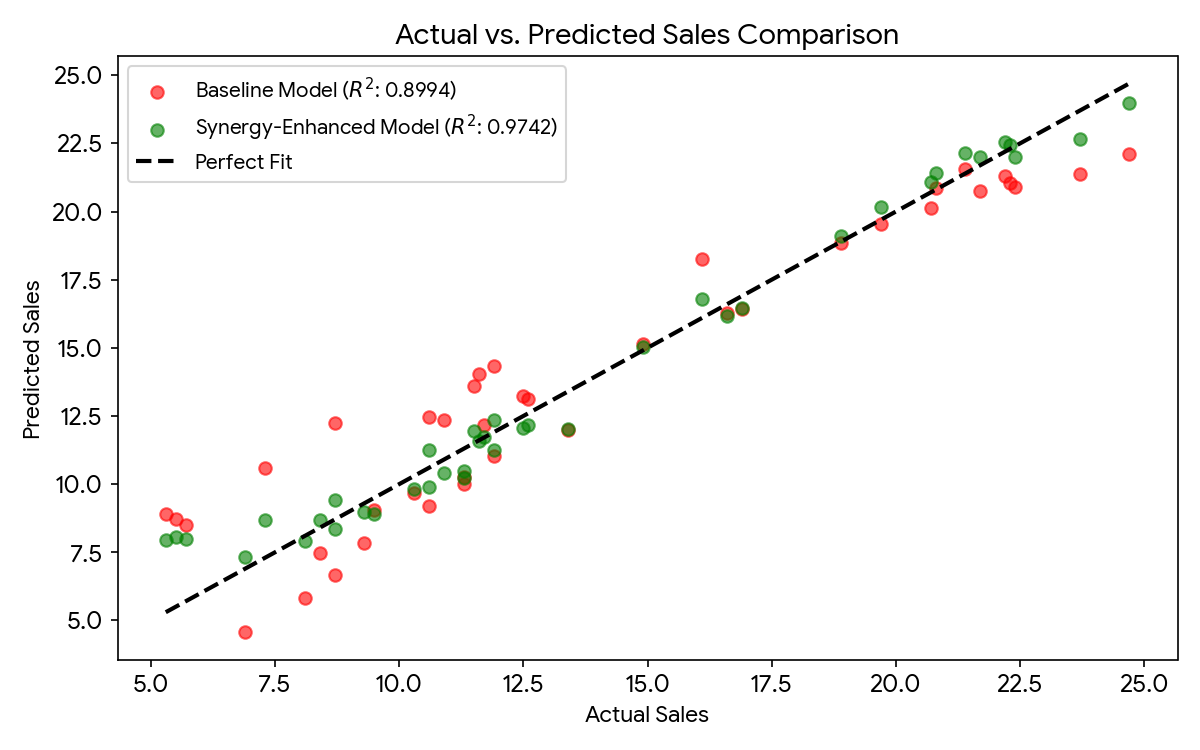 Actual vs. Predicted Sales Comparison
Baseline Model (R²: 0.8994)
Synergy-Enhanced Model (R²: 0.9742)
Perfect Fit
Predicted Sales
25.0
22.5
20.0
17.5
15.0
12.5
10.0
7.5
5.0
5.0 7.5 10.0 12.5 15.0 17.5 20.0 22.5 25.0
Actual Sales